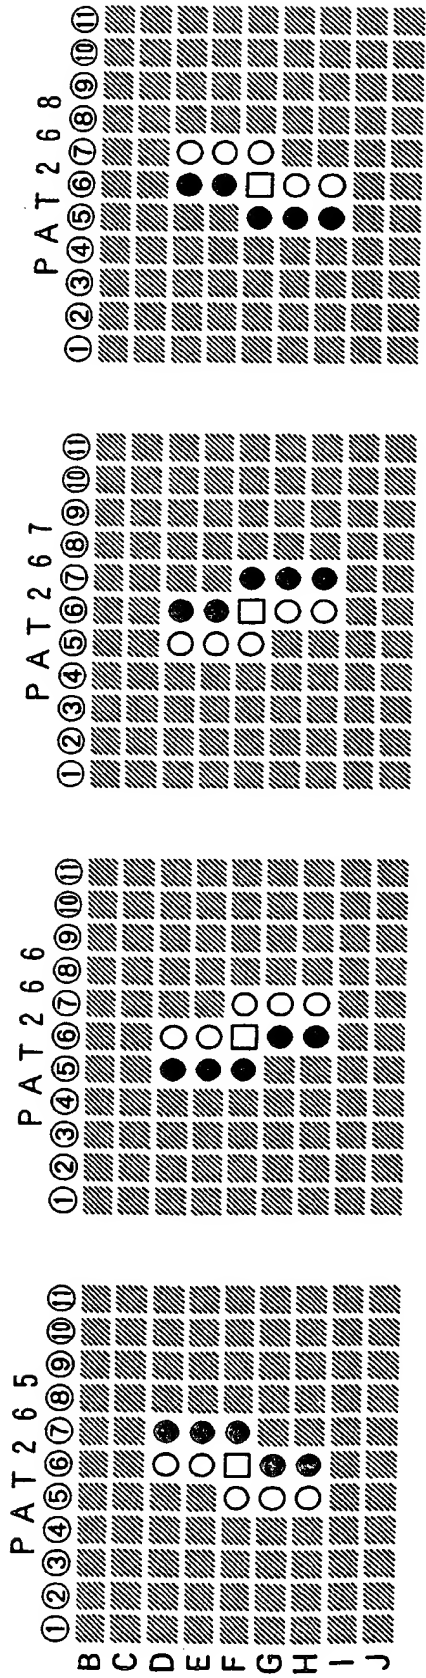 PAT265
①②③④⑤⑥⑦⑧⑨⑩⑪
B
C
D
E
F
G
H
I
J
PAT266
①②③④⑤⑥⑦⑧⑨⑩⑪
PAT267
①②③④⑤⑥⑦⑧⑨⑩⑪
PAT268
①②③④⑤⑥⑦⑧⑨⑩⑪